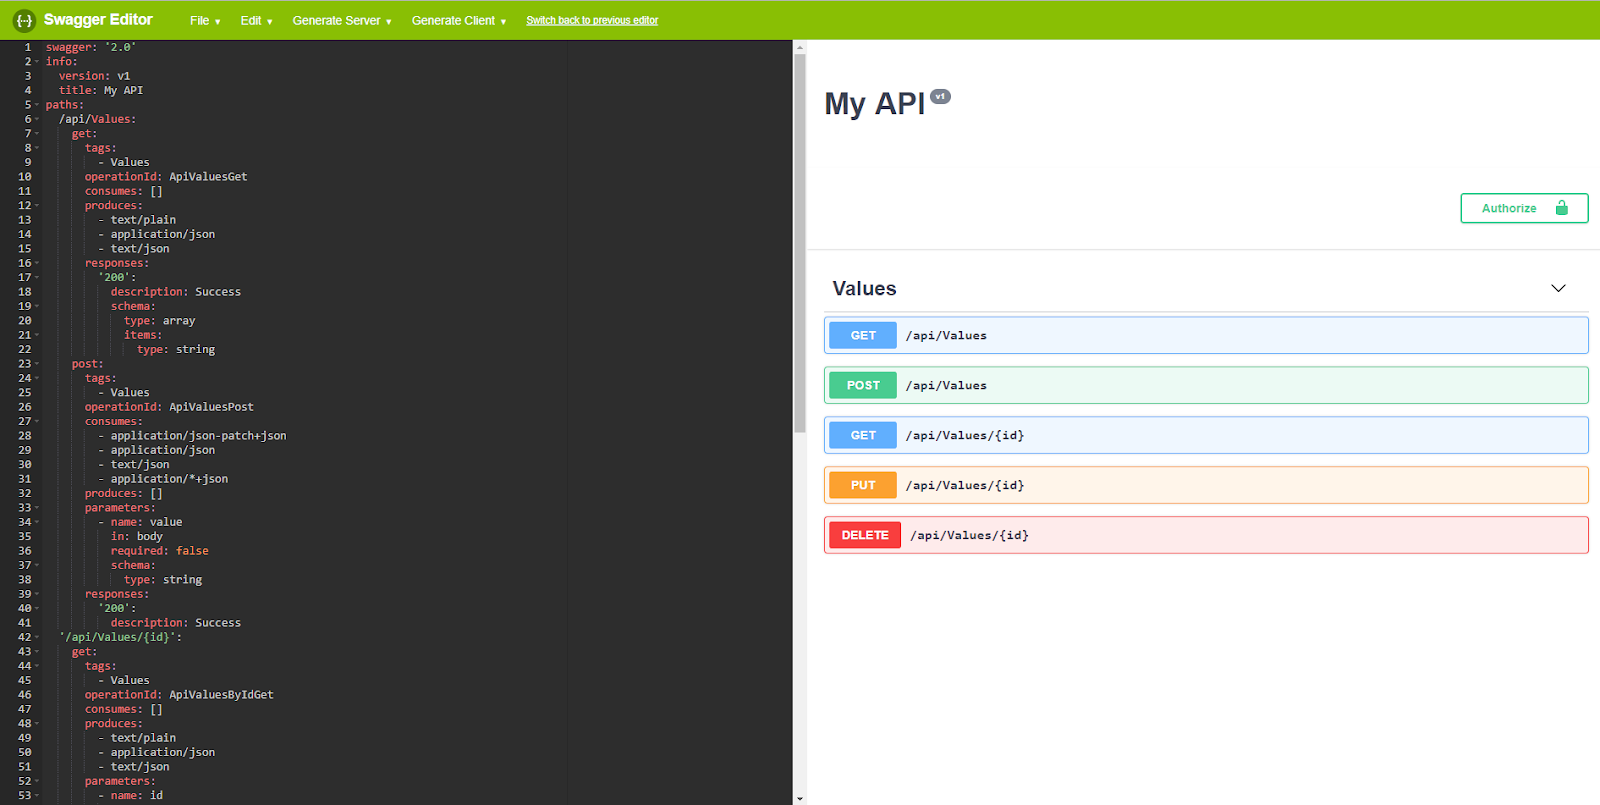 Swagger Editor File Edit Generate Server Generate Client Switch back to previous editor
1 swagger: '2.0'
2 info:
3 version: v1
4 title: My API
5 paths:
6 /api/Values:
7 get:
8 tags:
9 - Values
10 operationId: ApiValuesGet
11 consumes: []
12 produces:
13 - text/plain
14 - application/json
15 - text/json
16 responses:
17 '200':
18 description: Success
19 schema:
20 type: array
21 items:
22 type: string
23 post:
24 tags:
25 - Values
26 operationId: ApiValuesPost
27 consumes:
28 - application/json-patch+json
29 - application/json
30 - text/json
31 - application/*+json
32 produces: []
33 parameters:
34 - name: value
35 in: body
36 required: false
37 schema:
38 type: string
39 responses:
40 '200':
41 description: Success
42 '/api/Values/{id}':
43 get:
44 tags:
45 - Values
46 operationId: ApiValuesByIdGet
47 consumes: []
48 produces:
49 - text/plain
50 - application/json
51 - text/json
52 parameters:
53 - name: id
My API v1
Authorize
Values
GET /api/Values
POST /api/Values
GET /api/Values/{id}
PUT /api/Values/{id}
DELETE /api/Values/{id}